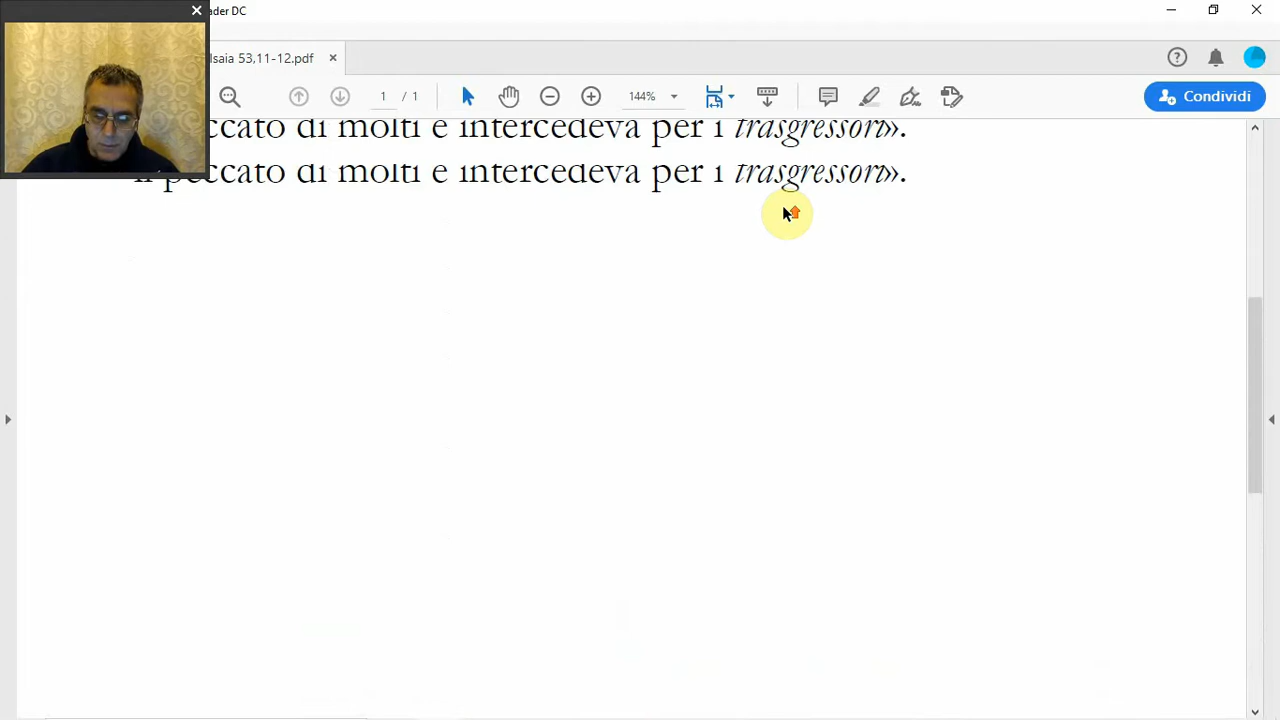 ader DC
Isaia 53,11-12.pdf
1 / 1
144%
Condividi
ccato di molti e intercedeva per i trasgressori».
Il peccato di molti e intercedeva per i trasgressori».